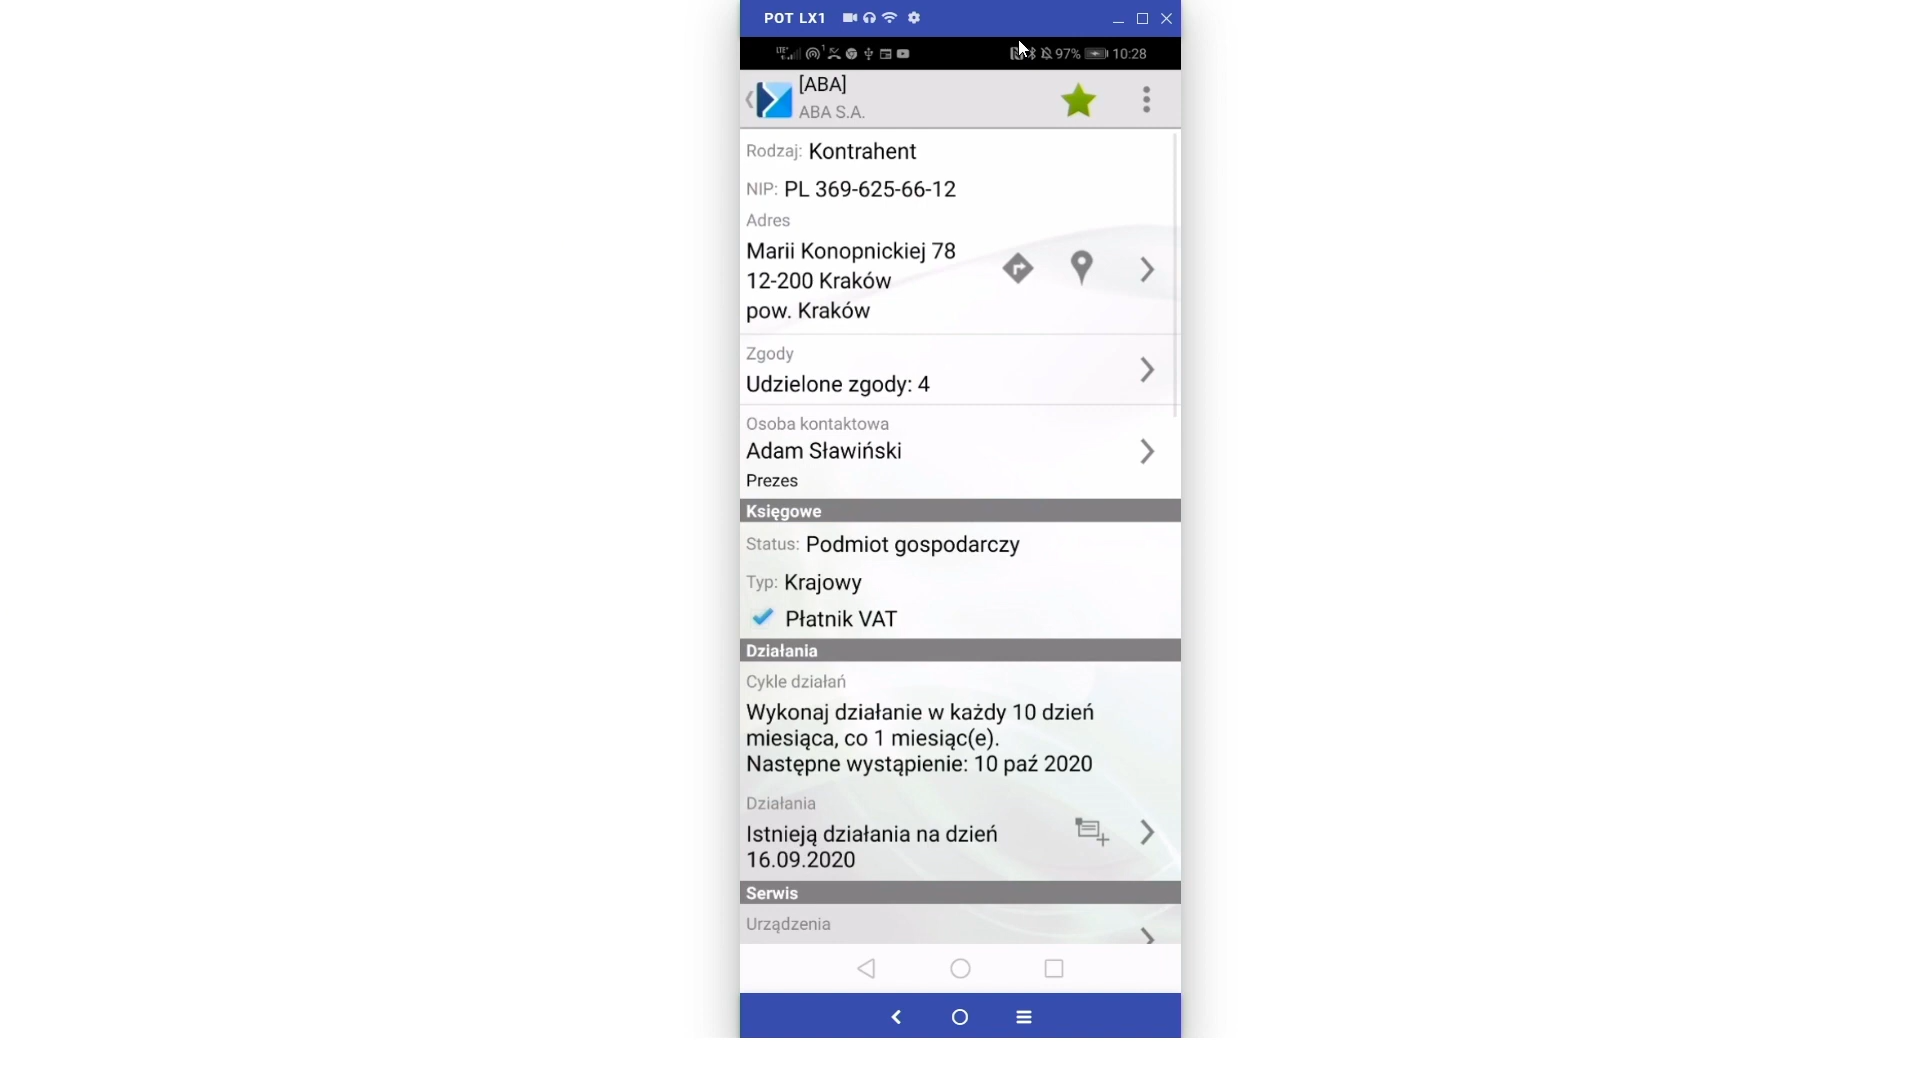 POT LX1
97% 10:28
[ABA]
ABA S.A.
Rodzaj: Kontrahent
NIP: PL 369-625-66-12
Adres
Marii Konopnickiej 78
12-200 Kraków
pow. Kraków
Zgody
Udzielone zgody: 4
Osoba kontaktowa
Adam Sławiński
Prezes
Księgowe
Status: Podmiot gospodarczy
Typ: Krajowy
Płatnik VAT
Działania
Cykle działań
Wykonaj działanie w każdy 10 dzień
miesiąca, co 1 miesiąc(e).
Następne wystąpienie: 10 paź 2020
Działania
Istnieją działania na dzień
16.09.2020
Serwis
Urządzenia